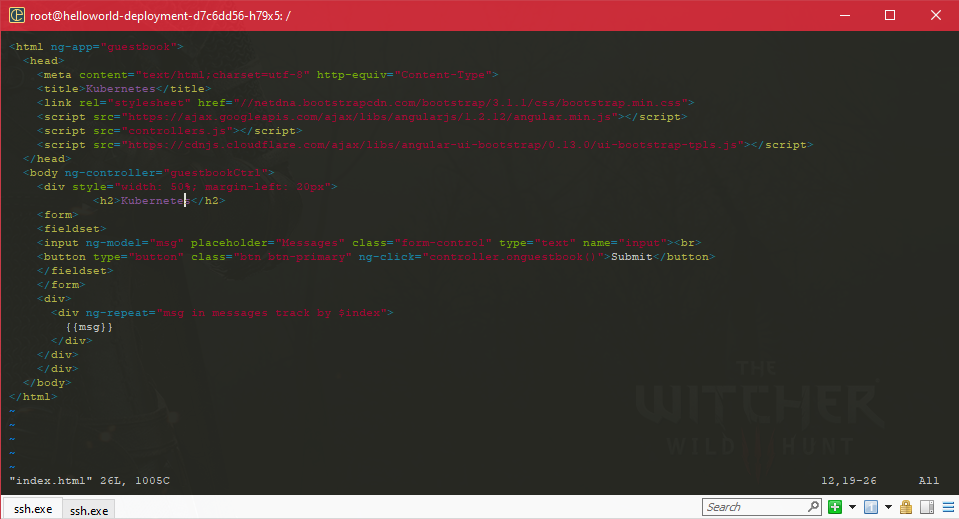 root@helloworld-deployment-d7c6dd56-h79x5: /
<html ng-app="guestbook">
<head>
<meta content="text/html;charset=utf-8" http-equiv="Content-Type">
<title>Kubernetes</title>
<link rel="stylesheet" href="//netdna.bootstrapcdn.com/bootstrap/3.1.1/css/bootstrap.min.css">
<script src="https://ajax.googleapis.com/ajax/libs/angularjs/1.2.12/angular.min.js"></script>
<script src="controllers.js"></script>
<script src="https://cdnjs.cloudflare.com/ajax/libs/angular-ui-bootstrap/0.13.0/ui-bootstrap-tpls.js"></script>
</head>
<body ng-controller="guestbookCtrl">
<div style="width: 50%; margin-left: 20px">
<h2>Kubernetes</h2>
<form>
<fieldset>
<input ng-model="msg" placeholder="Messages" class="form-control" type="text" name="input"><br>
<button type="button" class="btn btn-primary" ng-click="controller.onguestbook()">Submit</button>
</fieldset>
</form>
<div>
<div ng-repeat="msg in messages track by $index">
{{msg}}
</div>
</div>
</div>
</body>
</html>
~
~
~
~
~
THE
WITCHER
WILD HUNT
"index.html" 26L, 1005C 12,19-26 All
ssh.exe ssh.exe Search